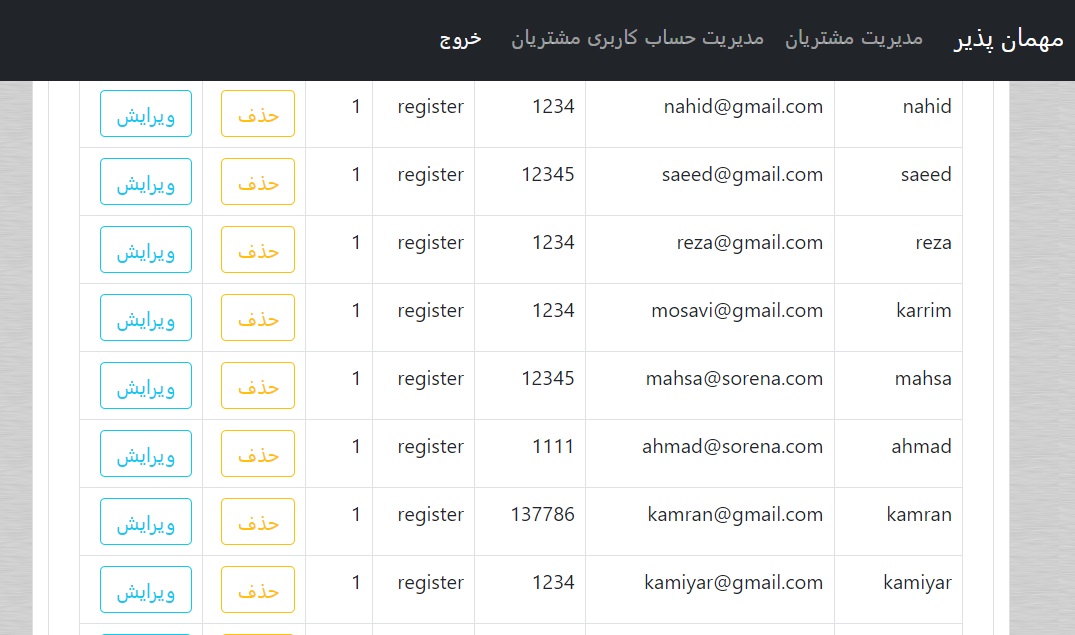 مهمان پذیر مدیریت مشتریان مدیریت حساب کاربری مشتریان خروج
nahid nahid@gmail.com 1234 register 1 حذف ویرایش
saeed saeed@gmail.com 12345 register 1 حذف ویرایش
reza reza@gmail.com 1234 register 1 حذف ویرایش
karrim mosavi@gmail.com 1234 register 1 حذف ویرایش
mahsa mahsa@sorena.com 12345 register 1 حذف ویرایش
ahmad ahmad@sorena.com 1111 register 1 حذف ویرایش
kamran kamran@gmail.com 137786 register 1 حذف ویرایش
kamiyar kamiyar@gmail.com 1234 register 1 حذف ویرایش